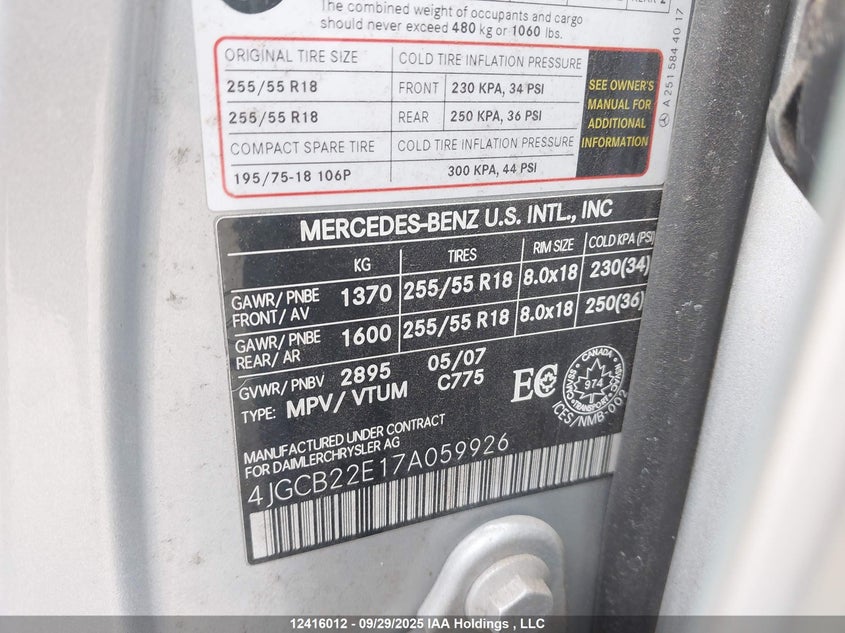 The combined weight of occupants and cargo
should never exceed 480 kg or 1060 lbs.
ORIGINAL TIRE SIZE COLD TIRE INFLATION PRESSURE
255/55 R18 FRONT 230 KPA, 34 PSI
255/55 R18 REAR 250 KPA, 36 PSI
COMPACT SPARE TIRE COLD TIRE INFLATION PRESSURE
195/75-18 106P 300 KPA, 44 PSI
SEE OWNER'S
MANUAL FOR
ADDITIONAL
INFORMATION
A 251 584 40 17
MERCEDES-BENZ U.S. INTL., INC
KG TIRES RIM SIZE COLD KPA (PSI)
GAWR/ PNBE
FRONT/ AV 1370 255/55 R18 8.0x18 230(34)
GAWR/ PNBE
REAR/ AR 1600 255/55 R18 8.0x18 250(36)
GVWR/ PNBV 2895 05/07
TYPE: MPV/ VTUM C775
EC
CANADA
974
TRANSPORT
CMVSS
NSVAC
ICES/NMB-002
MANUFACTURED UNDER CONTRACT
FOR DAIMLERCHRYSLER AG
4JGCB22E17A059926
12416012 - 09/29/2025 IAA Holdings , LLC